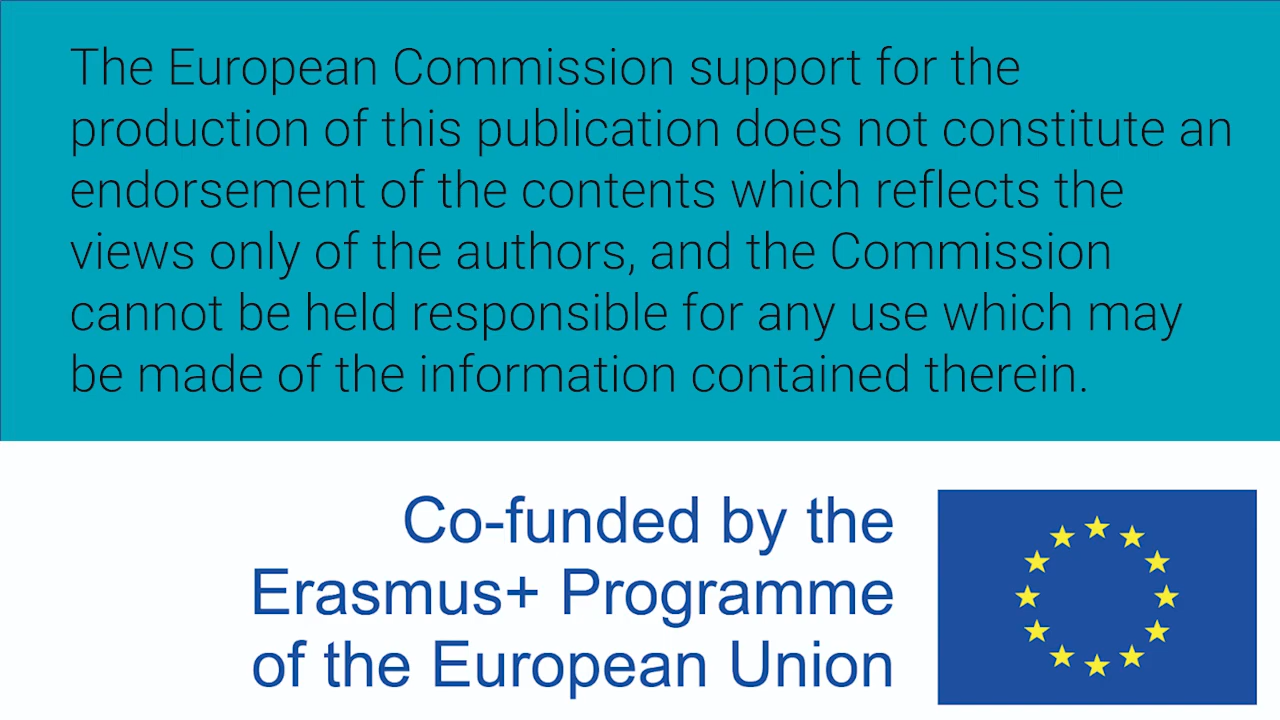 The European Commission support for the
production of this publication does not constitute an
endorsement of the contents which reflects the
views only of the authors, and the Commission
cannot be held responsible for any use which may
be made of the information contained therein.
Co-funded by the
Erasmus+ Programme
of the European Union